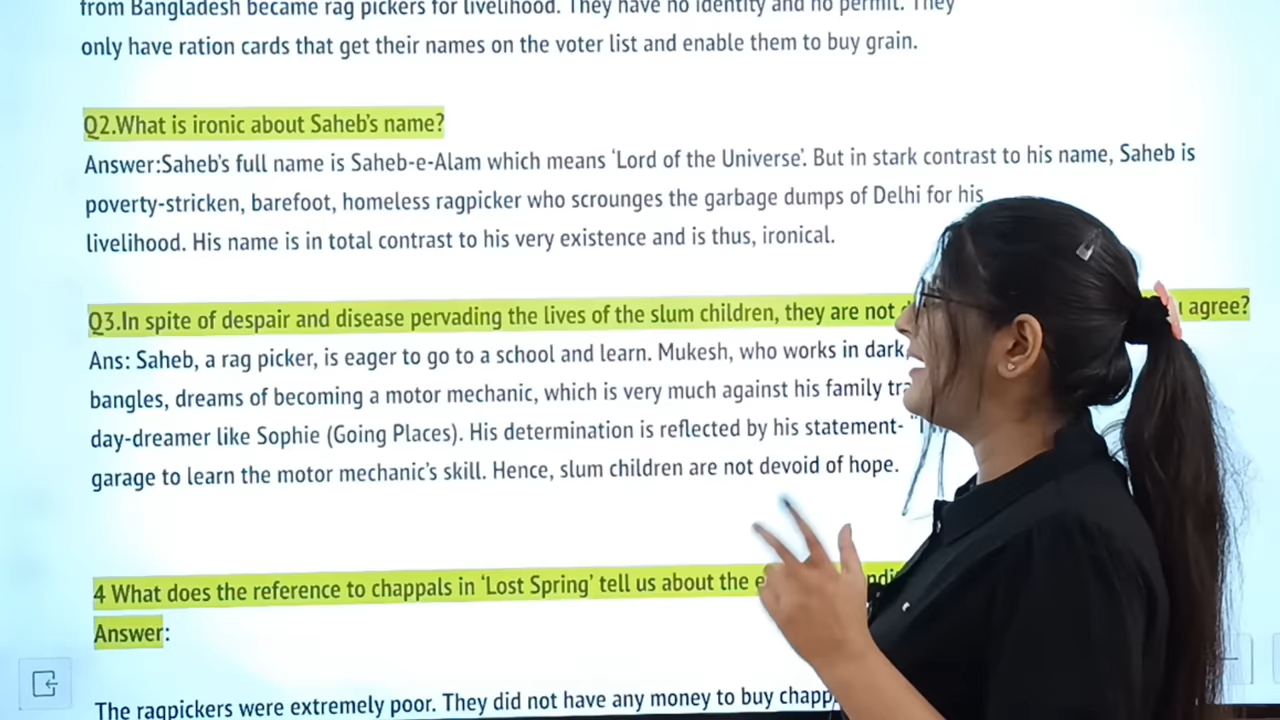 from Bangladesh became rag pickers for livelihood. They have no identity and no permit. They
only have ration cards that get their names on the voter list and enable them to buy grain.
Q2.What is ironic about Saheb's name?
Answer:Saheb's full name is Saheb-e-Alam which means 'Lord of the Universe'. But in stark contrast to his name, Saheb is
poverty-stricken, barefoot, homeless ragpicker who scrounges the garbage dumps of Delhi for his
livelihood. His name is in total contrast to his very existence and is thus, ironical.
Q3.In spite of despair and disease pervading the lives of the slum children, they are not agree?
Ans: Saheb, a rag picker, is eager to go to a school and learn. Mukesh, who works in dark
bangles, dreams of becoming a motor mechanic, which is very much against his family
day-dreamer like Sophie (Going Places). His determination is reflected by his statement-
garage to learn the motor mechanic's skill. Hence, slum children are not devoid of hope.
4 What does the reference to chappals in 'Lost Spring' tell us about the
Answer:
The ragpickers were extremely poor. They did not have any money to buy